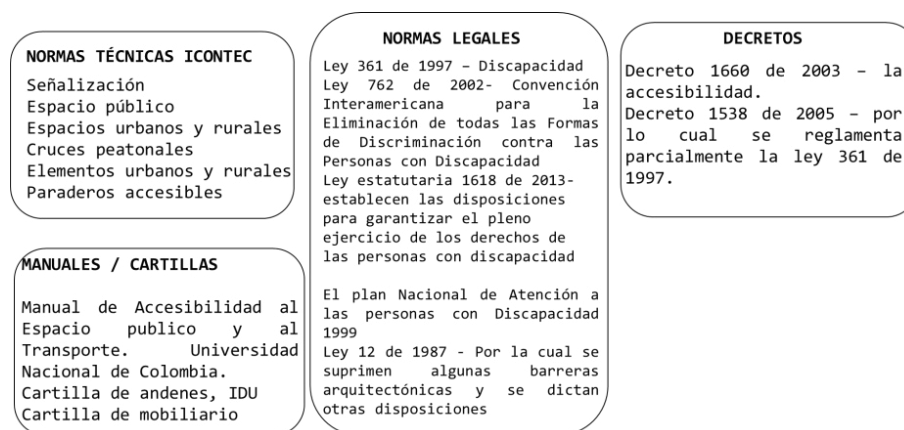 NORMAS TÉCNICAS ICONTEC
Señalización
Espacio público
Espacios urbanos y rurales
Cruces peatonales
Elementos urbanos y rurales
Paraderos accesibles
MANUALES / CARTILLAS
Manual de Accesibilidad al
Espacio publico y al
Transporte. Universidad
Nacional de Colombia.
Cartilla de andenes, IDU
Cartilla de mobiliario
NORMAS LEGALES
Ley 361 de 1997 – Discapacidad
Ley 762 de 2002- Convención
Interamericana para la
Eliminación de todas las Formas
de Discriminación contra las
Personas con Discapacidad
Ley estatutaria 1618 de 2013-
establecen las disposiciones
para garantizar el pleno
ejercicio de los derechos de
las personas con discapacidad
El plan Nacional de Atención a
las personas con Discapacidad
1999
Ley 12 de 1987 - Por la cual se
suprimen algunas barreras
arquitectónicas y se dictan
otras disposiciones
DECRETOS
Decreto 1660 de 2003 – la
accesibilidad.
Decreto 1538 de 2005 – por
lo cual se reglamenta
parcialmente la ley 361 de
1997.